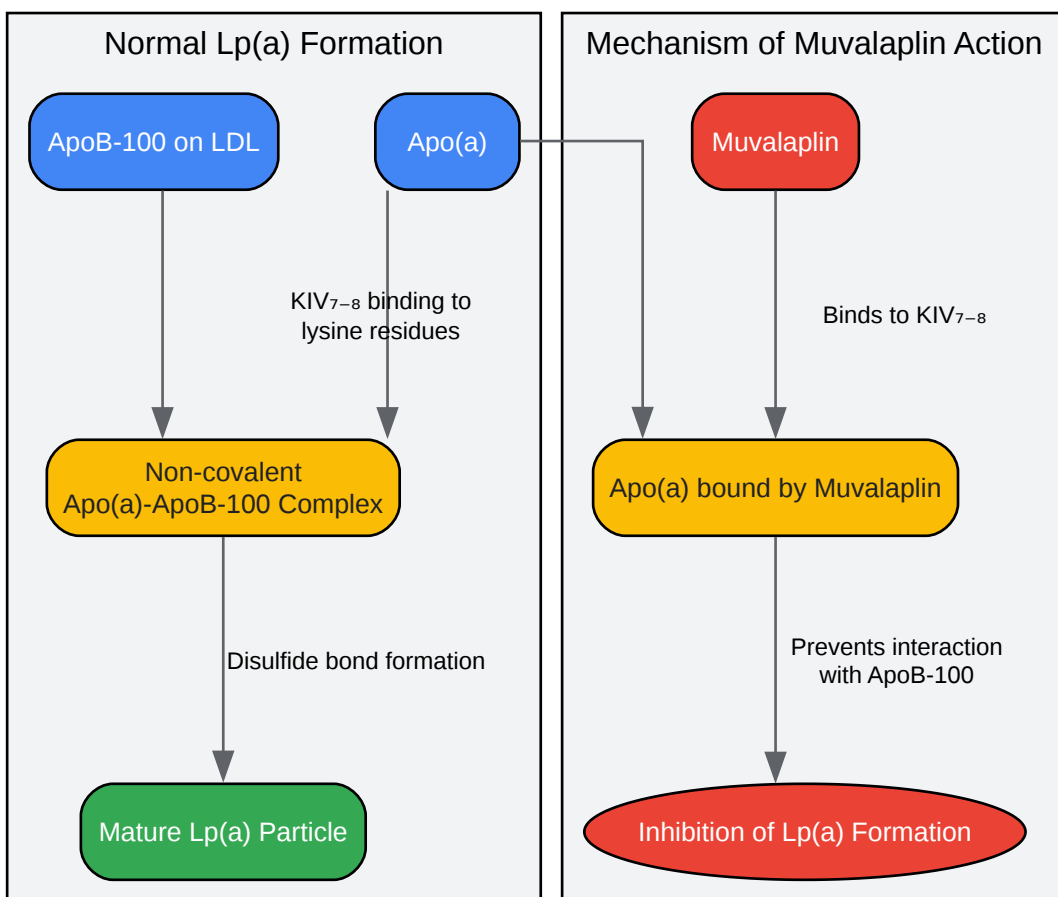 Normal Lp(a) Formation
ApoB-100 on LDL
Apo(a)
KIV₇₋₈ binding to
lysine residues
Non-covalent
Apo(a)-ApoB-100 Complex
Disulfide bond formation
Mature Lp(a) Particle
Mechanism of Muvalaplin Action
Muvalaplin
Binds to KIV₇₋₈
Apo(a) bound by Muvalaplin
Prevents interaction
with ApoB-100
Inhibition of Lp(a) Formation